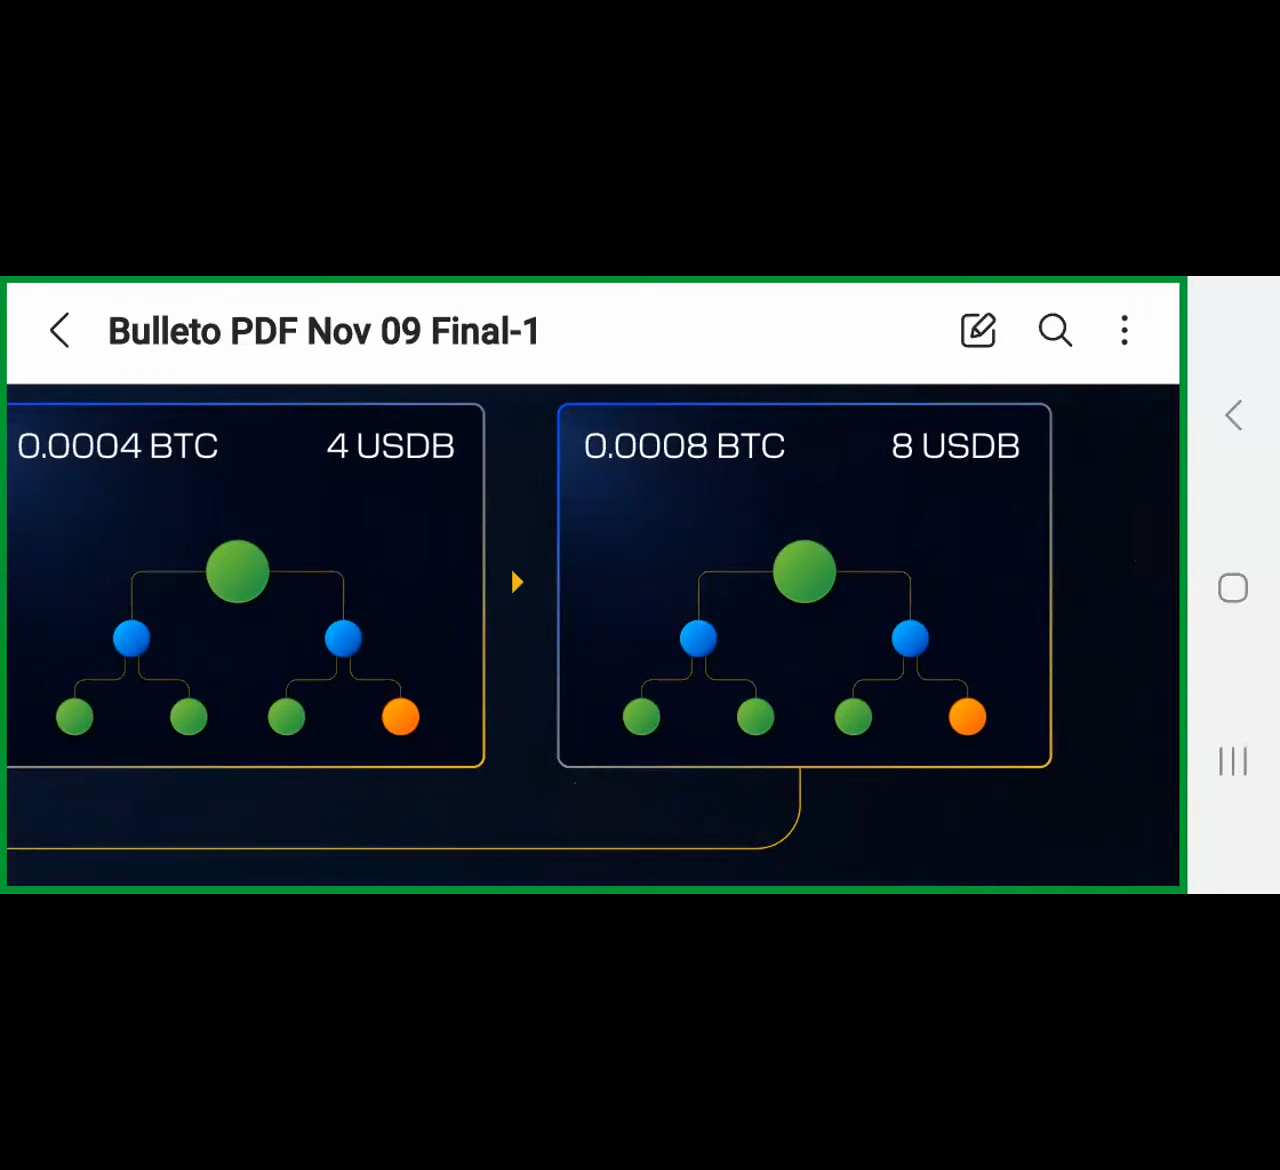 Bulleto PDF Nov 09 Final-1
0.0004 BTC 4 USDB
0.0008 BTC 8 USDB